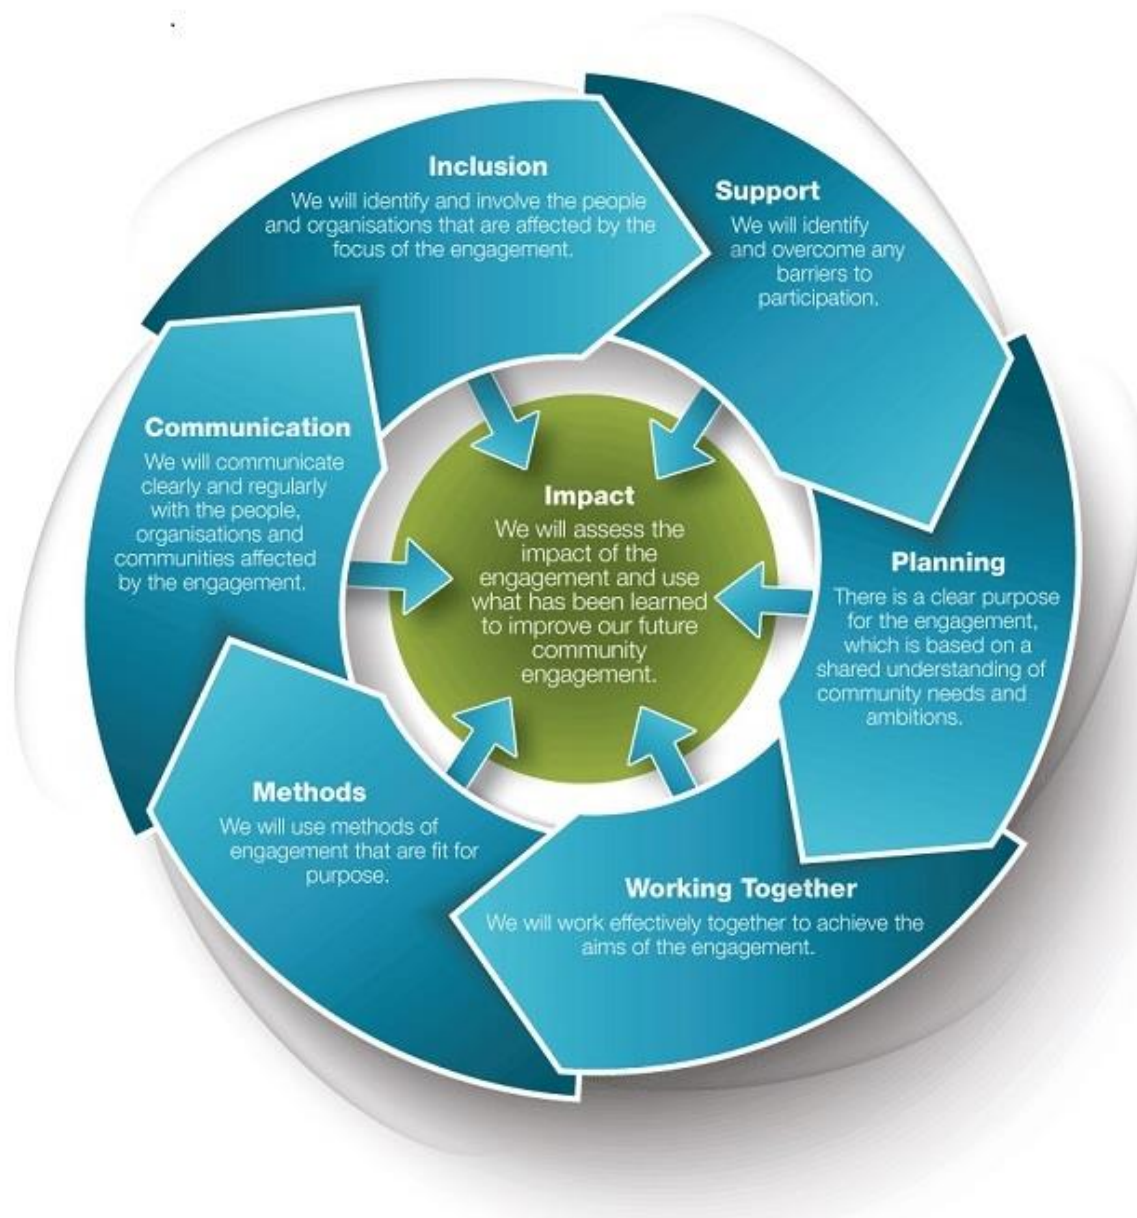 Inclusion
We will identify and involve the people
and organisations that are affected by the
focus of the engagement.
Support
We will identify
and overcome any
barriers to
participation.
Planning
There is a clear purpose
for the engagement,
which is based on a
shared understanding of
community needs and
ambitions.
Working Together
We will work effectively together to achieve the
aims of the engagement.
Methods
We will use methods of
engagement that are fit for
purpose.
Communication
We will communicate
clearly and regularly
with the people,
organisations and
communities affected
by the engagement.
Impact
We will assess the
impact of the
engagement and use
what has been learned
to improve our future
community
engagement.